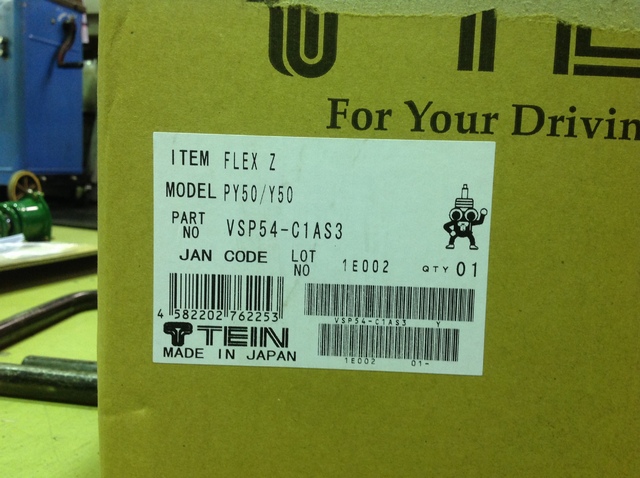 For Your Drivin
ITEM FLEX Z
MODEL PY50/Y50
PART NO VSP54-C1AS3
JAN CODE LOT NO 1E002 QTY 01
4 582202 762253
VSP54-C1AS3 Y
TEIN
MADE IN JAPAN
1E002 01-